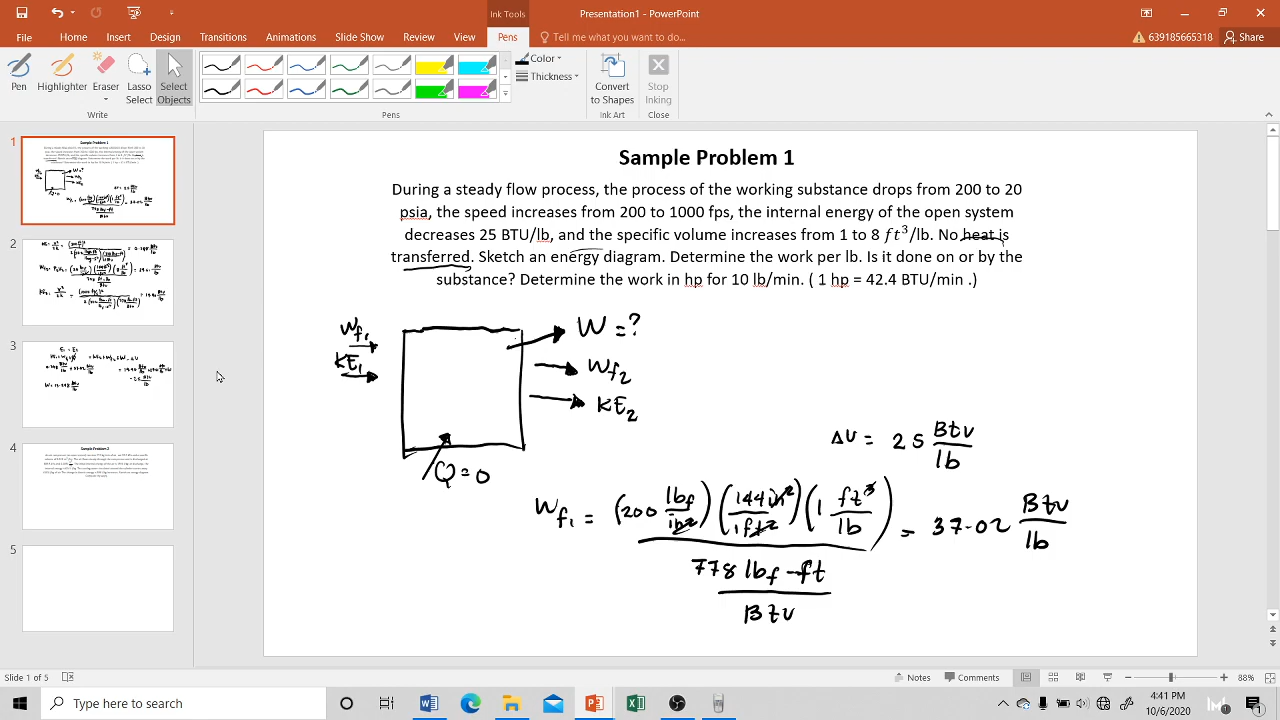 Ink Tools
File Home Insert Design Transitions Animations Slide Show Review View Pens Tell me what you want to do... 639185665318 Share
Pen Highlighter Eraser Lasso Select Select Objects
Color
Thickness
Convert to Shapes
Stop Inking
Write Pens Ink Art Close
1
2
3
4
5
Sample Problem 1
During a steady flow process, the process of the working substance drops from 200 to 20
psia, the speed increases from 200 to 1000 fps, the internal energy of the open system
decreases 25 BTU/lb, and the specific volume increases from 1 to 8 ft³/lb. No heat is
transferred. Sketch an energy diagram. Determine the work per lb. Is it done on or by the
substance? Determine the work in hp for 10 lb/min. ( 1 hp = 42.4 BTU/min .)
Wf₁
KE₁
W = ?
Wf₂
KE₂
Q = 0
ΔU = 25 Btu/lb
Wf₁ = (200 lbf/in²)(144 in²/1 ft²)(1 ft³/lb) = 37.02 Btu/lb
778 lbf-ft
Btu
Slide 1 of 5 Notes Comments 88%
Type here to search
4:41 PM
10/6/2020